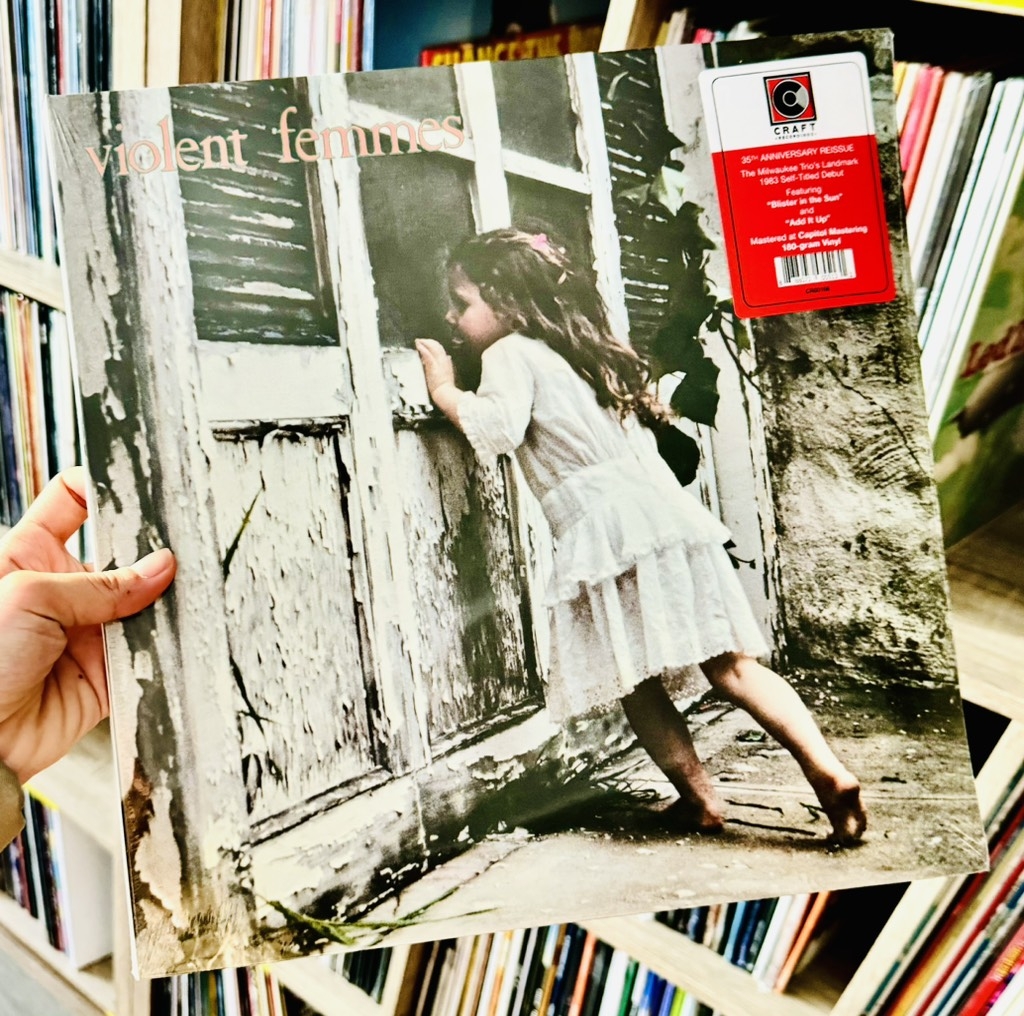 violent femmes
CRAFT
RECORDINGS
35TH ANNIVERSARY REISSUE
The Milwaukee Trio's Landmark
1983 Self-Titled Debut
Featuring
"Blister in the Sun"
and
"Add It Up"
Mastered at Capitol Mastering
180-gram Vinyl